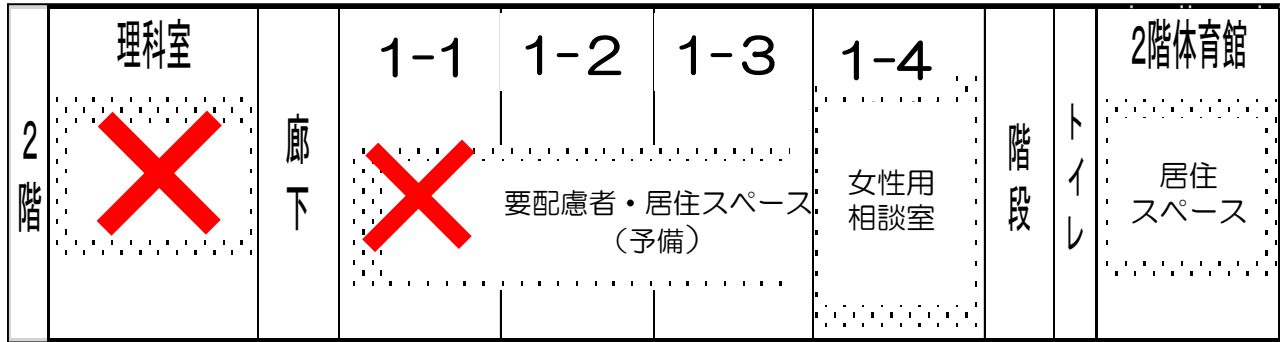 2階
理科室
廊下
1-1
1-2
1-3
要配慮者・居住スペース
(予備)
1-4
女性用
相談室
階段
トイレ
2階体育館
居住
スペース